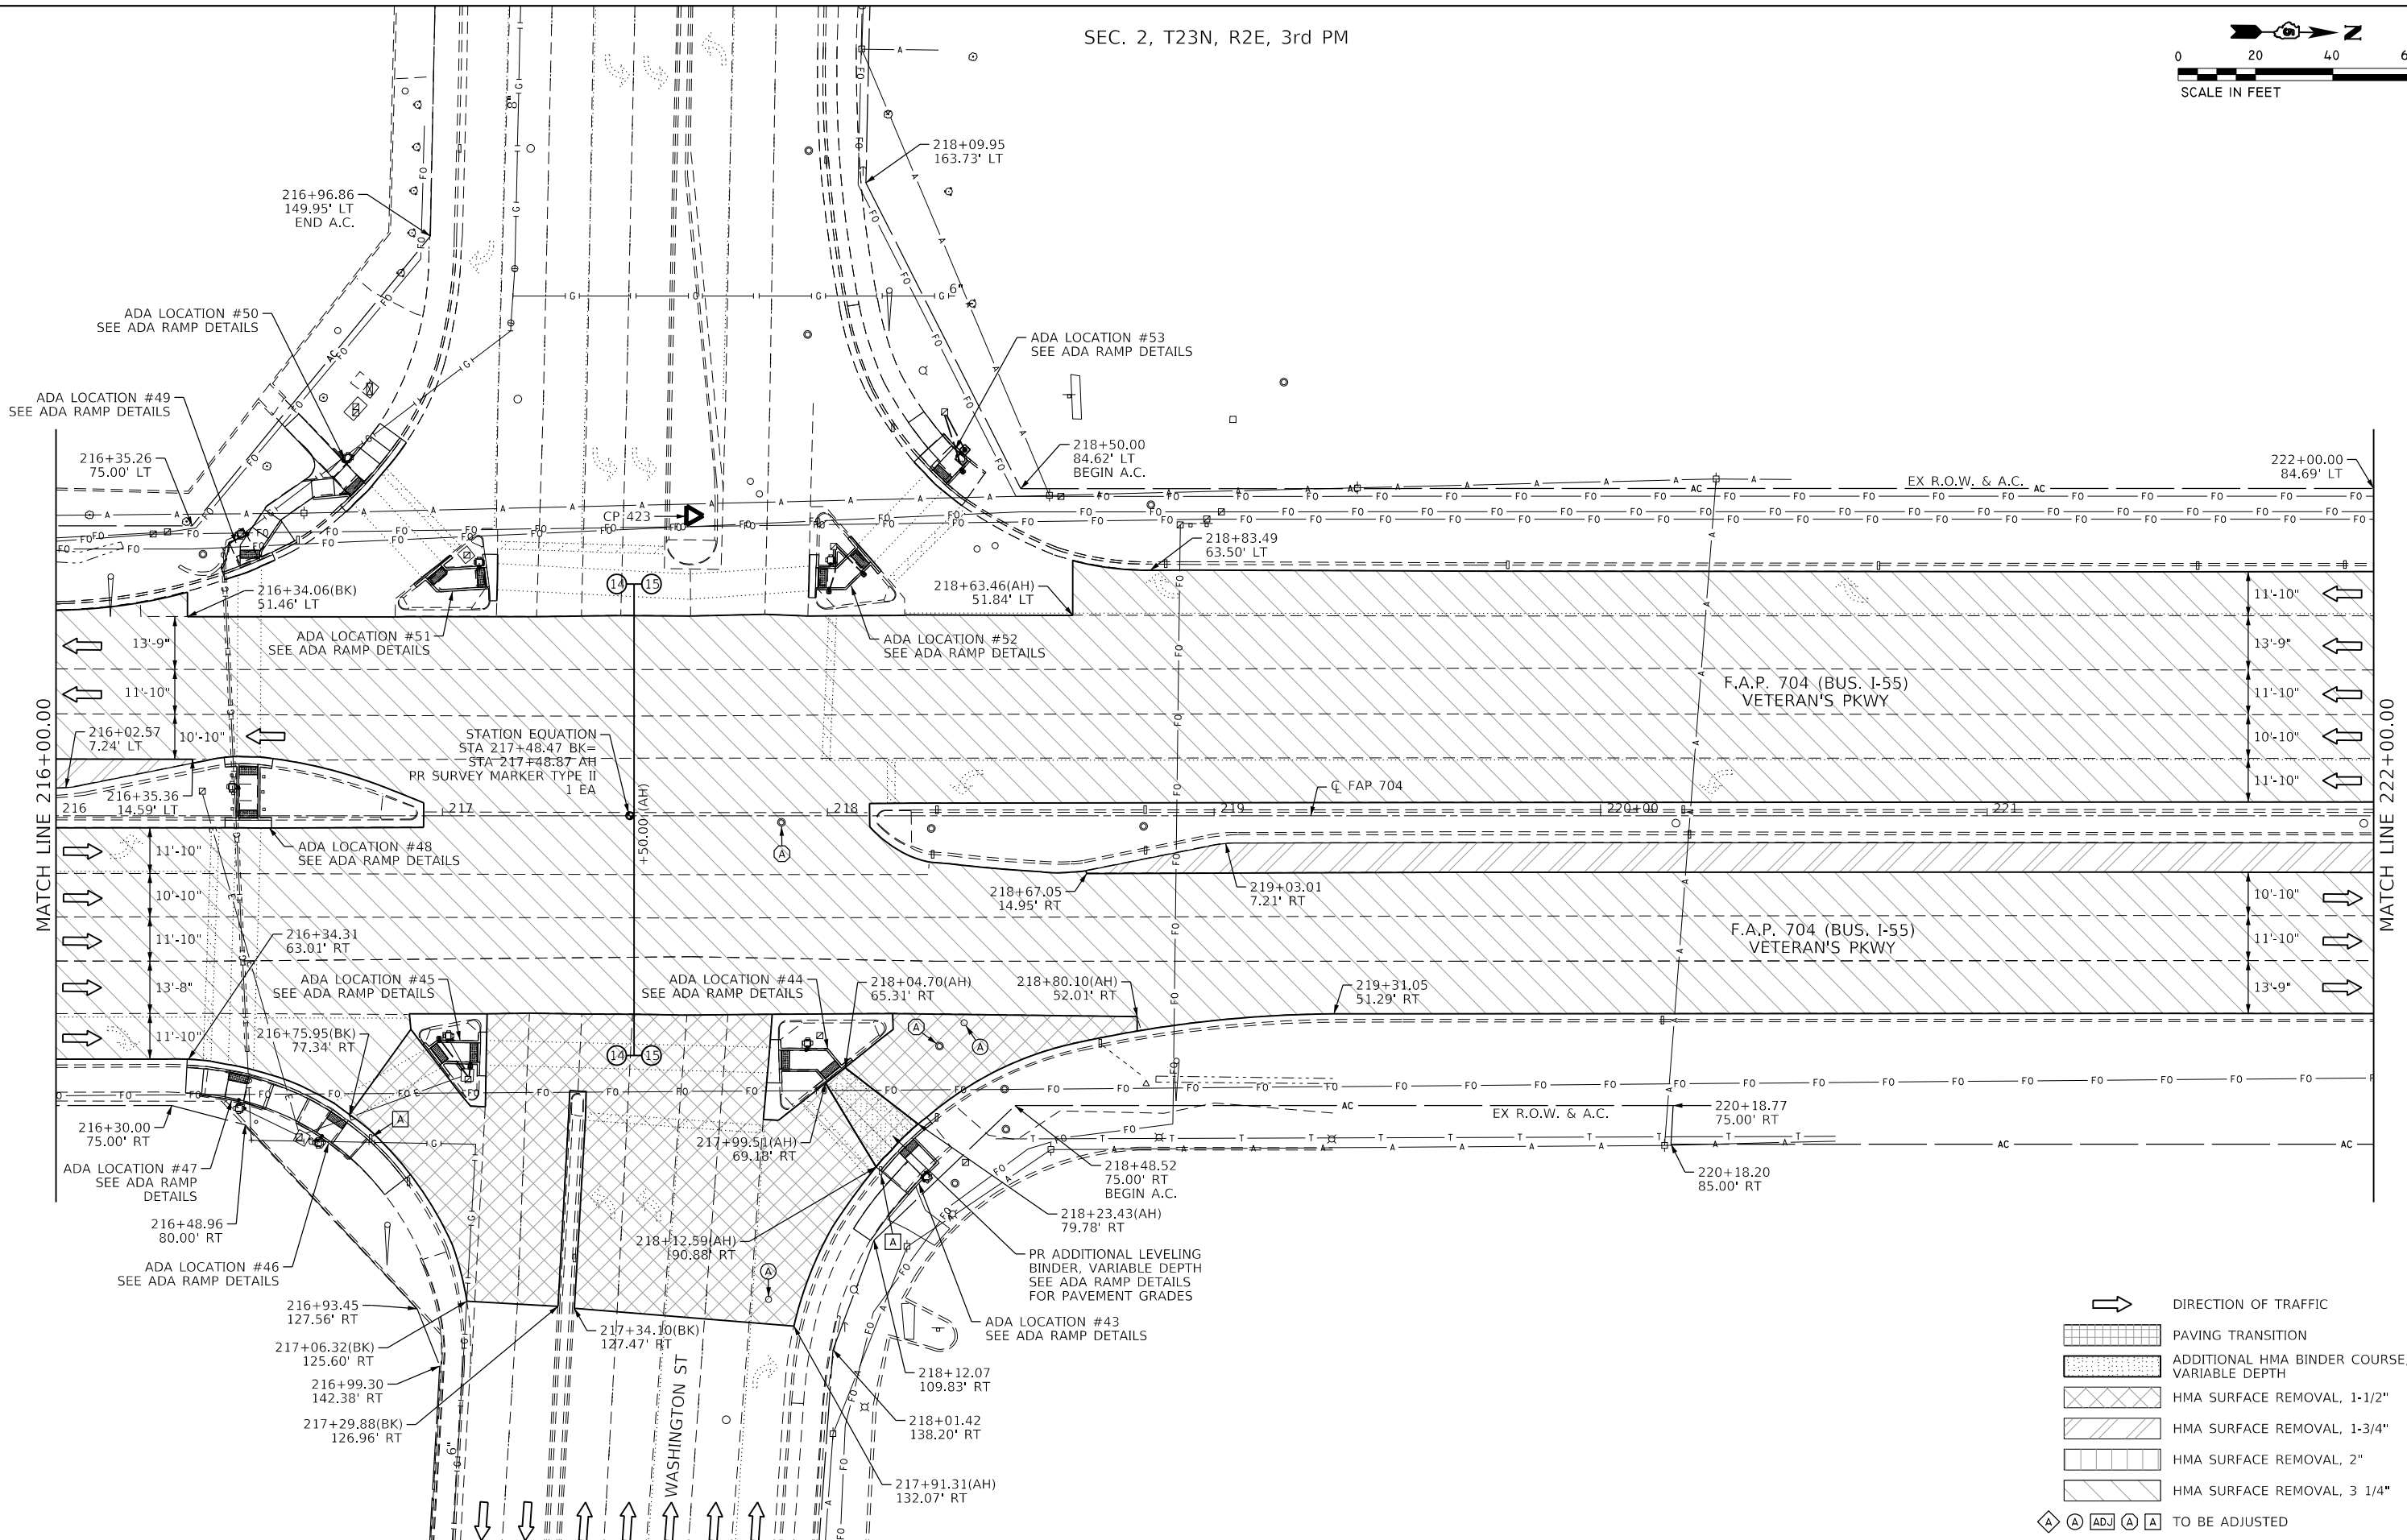 SEC. 2, T23N, R2E, 3rd PM
N
0 20 40
SCALE IN FEET
8"
218+09.95
163.73' LT
216+96.86
149.95' LT
END A.C.
6"
ADA LOCATION #50
SEE ADA RAMP DETAILS
ADA LOCATION #53
SEE ADA RAMP DETAILS
ADA LOCATION #49
SEE ADA RAMP DETAILS
216+35.26
75.00' LT
218+50.00
84.62' LT
BEGIN A.C.
EX R.O.W. & A.C.
222+00.00
84.69' LT
CP 423
218+83.49
63.50' LT
216+34.06(BK)
51.46' LT
14 15
218+63.46(AH)
51.84' LT
11'-10"
ADA LOCATION #51
SEE ADA RAMP DETAILS
ADA LOCATION #52
SEE ADA RAMP DETAILS
13'-9"
13'-9"
11'-10"
F.A.P. 704 (BUS. I-55)
VETERAN'S PKWY
11'-10"
MATCH LINE 216+00.00
MATCH LINE 222+00.00
216+02.57
7.24' LT
10'-10"
STATION EQUATION
STA 217+48.47 BK=
STA 217+48.87 AH
PR SURVEY MARKER TYPE II
1 EA
10'-10"
11'-10"
216+35.36
14.59' LT
216
217
218
219
220+00
221
℄ FAP 704
+50.00 (AH)
A
11'-10"
ADA LOCATION #48
SEE ADA RAMP DETAILS
218+67.05
14.95' RT
219+03.01
7.21' RT
10'-10"
10'-10"
216+34.31
63.01' RT
11'-10"
F.A.P. 704 (BUS. I-55)
VETERAN'S PKWY
11'-10"
ADA LOCATION #45
SEE ADA RAMP DETAILS
ADA LOCATION #44
SEE ADA RAMP DETAILS
218+04.70(AH)
65.31' RT
218+80.10(AH)
52.01' RT
219+31.05
51.29' RT
13'-8"
13'-9"
11'-10"
216+75.95(BK)
77.34' RT
14 15
A
A
A
216+30.00
75.00' RT
217+99.51(AH)
69.18' RT
AC
EX R.O.W. & A.C.
220+18.77
75.00' RT
ADA LOCATION #47
SEE ADA RAMP
DETAILS
218+48.52
75.00' RT
BEGIN A.C.
220+18.20
85.00' RT
216+48.96
80.00' RT
218+23.43(AH)
79.78' RT
218+12.59(AH)
90.88' RT
A
A
PR ADDITIONAL LEVELING
BINDER, VARIABLE DEPTH
SEE ADA RAMP DETAILS
FOR PAVEMENT GRADES
ADA LOCATION #46
SEE ADA RAMP DETAILS
216+93.45
127.56' RT
217+34.10(BK)
127.47' RT
ADA LOCATION #43
SEE ADA RAMP DETAILS
217+06.32(BK)
125.60' RT
216+99.30
142.38' RT
218+12.07
109.83' RT
217+29.88(BK)
126.96' RT
218+01.42
138.20' RT
6"
WASHINGTON ST
217+91.31(AH)
132.07' RT
DIRECTION OF TRAFFIC
PAVING TRANSITION
ADDITIONAL HMA BINDER COURSE,
VARIABLE DEPTH
HMA SURFACE REMOVAL, 1-1/2"
HMA SURFACE REMOVAL, 1-3/4"
HMA SURFACE REMOVAL, 2"
HMA SURFACE REMOVAL, 3 1/4"
A A ADJ A A TO BE ADJUSTED